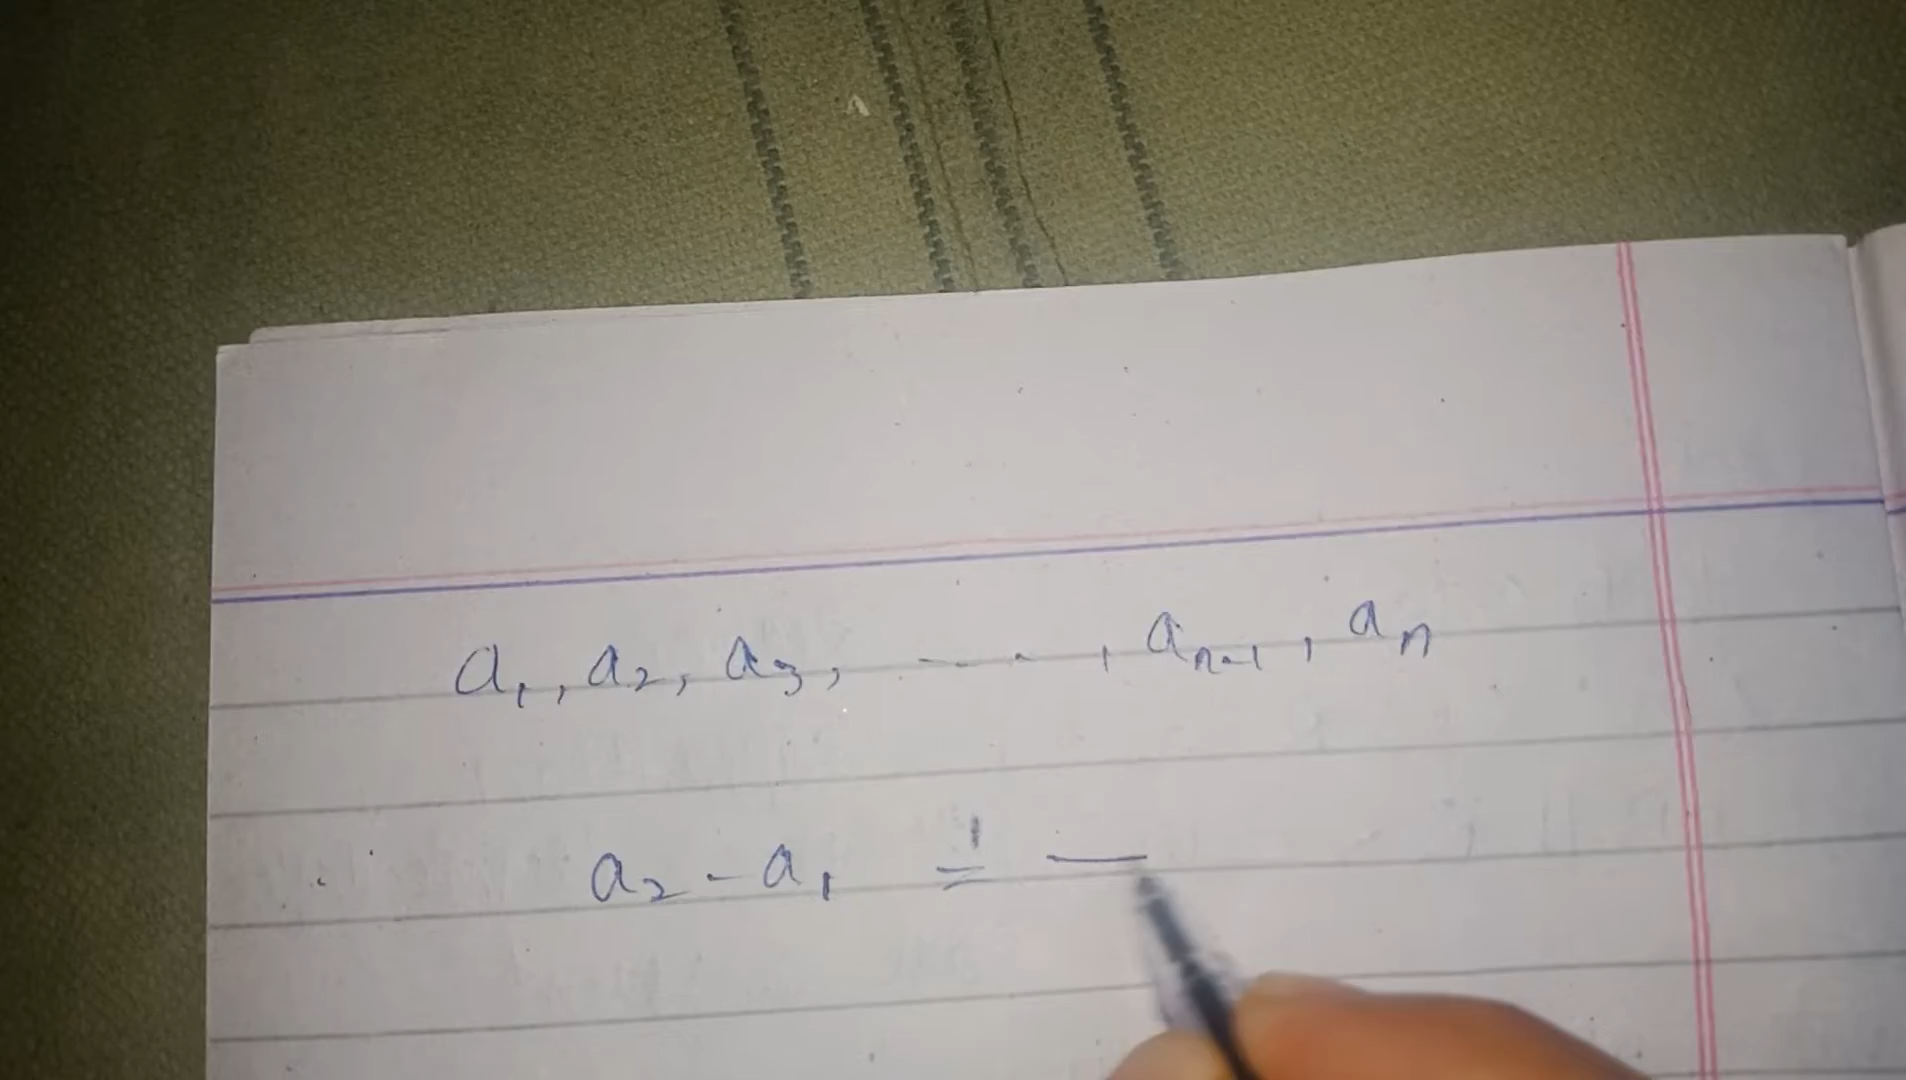 a₁, a₂, a₃, - - - , aₙ₋₁, aₙ
a₂ - a₁ = —